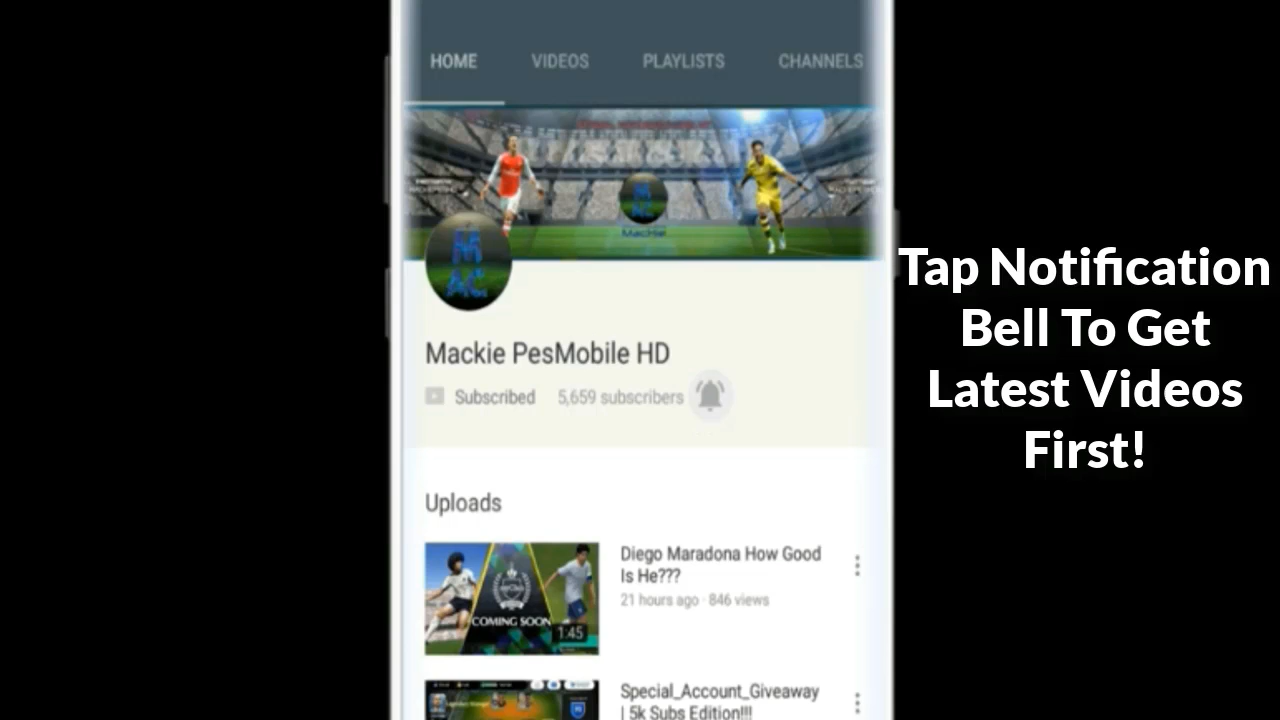 HOME VIDEOS PLAYLISTS CHANNELS
M
AC
Mackie
M
AC
Mackie PesMobile HD
Subscribed 5,659 subscribers
Tap Notification
Bell To Get
Latest Videos
First!
Uploads
Diego Maradona How Good
Is He???
21 hours ago · 846 views
COMING SOON
1:45
Special_Account_Giveaway
| 5k Subs Edition!!!